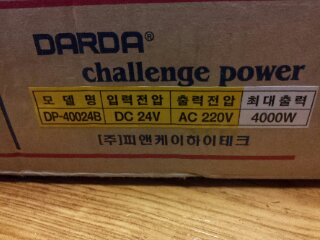 DARDA®
challenge power
모델명 입력전압 출력전압 최대출력
DP-40024B DC 24V AC 220V 4000W
[주]피앤케이하이테크